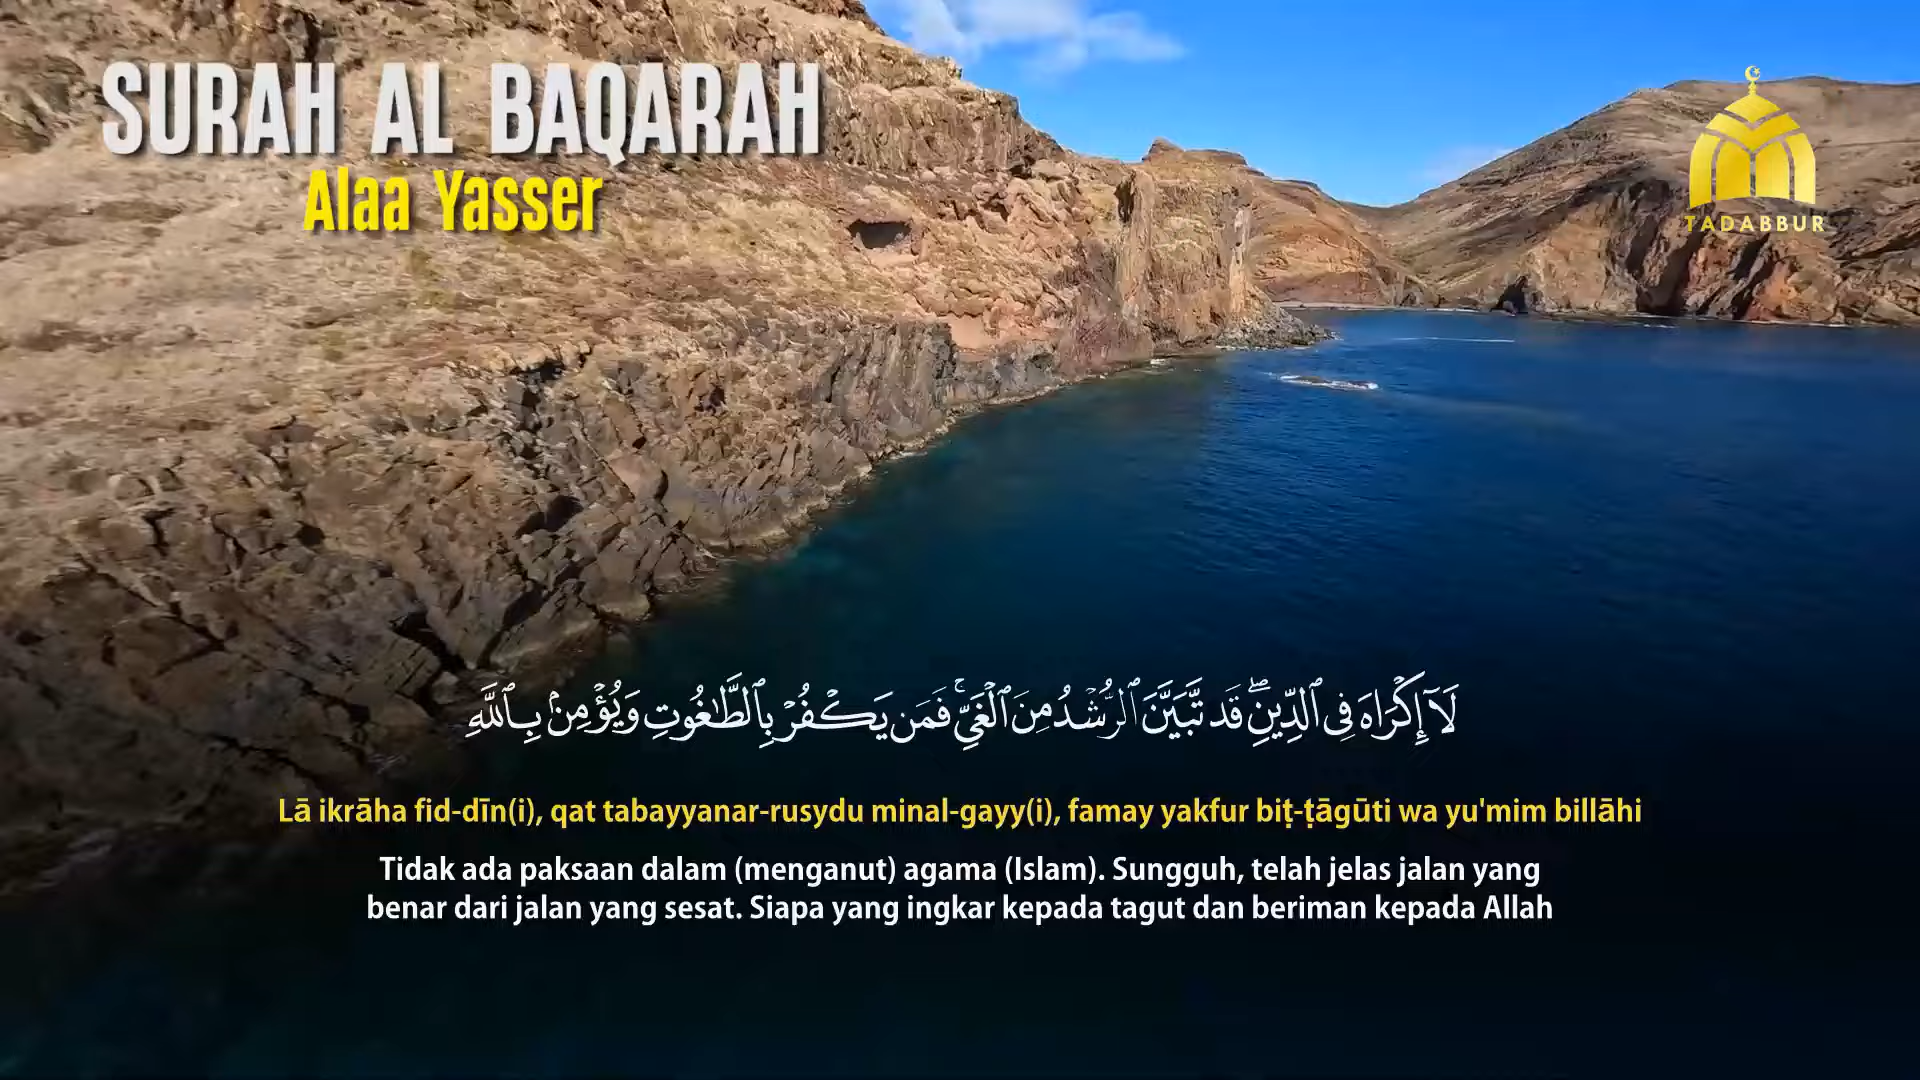 SURAH AL BAQARAH
Alaa Yasser
TADABBUR
لَآ إِكْرَاهَ فِى ٱلدِّينِ ۖ قَد تَّبَيَّنَ ٱلرُّشْدُ مِنَ ٱلْغَىِّ ۚ فَمَن يَكْفُرْ بِٱلطَّٰغُوتِ وَيُؤْمِنۢ بِٱللَّهِ
Lā ikrāha fid-dīn(i), qat tabayyanar-rusydu minal-gayy(i), famay yakfur biṭ-ṭāgūti wa yu'mim billāhi
Tidak ada paksaan dalam (menganut) agama (Islam). Sungguh, telah jelas jalan yang
benar dari jalan yang sesat. Siapa yang ingkar kepada tagut dan beriman kepada Allah